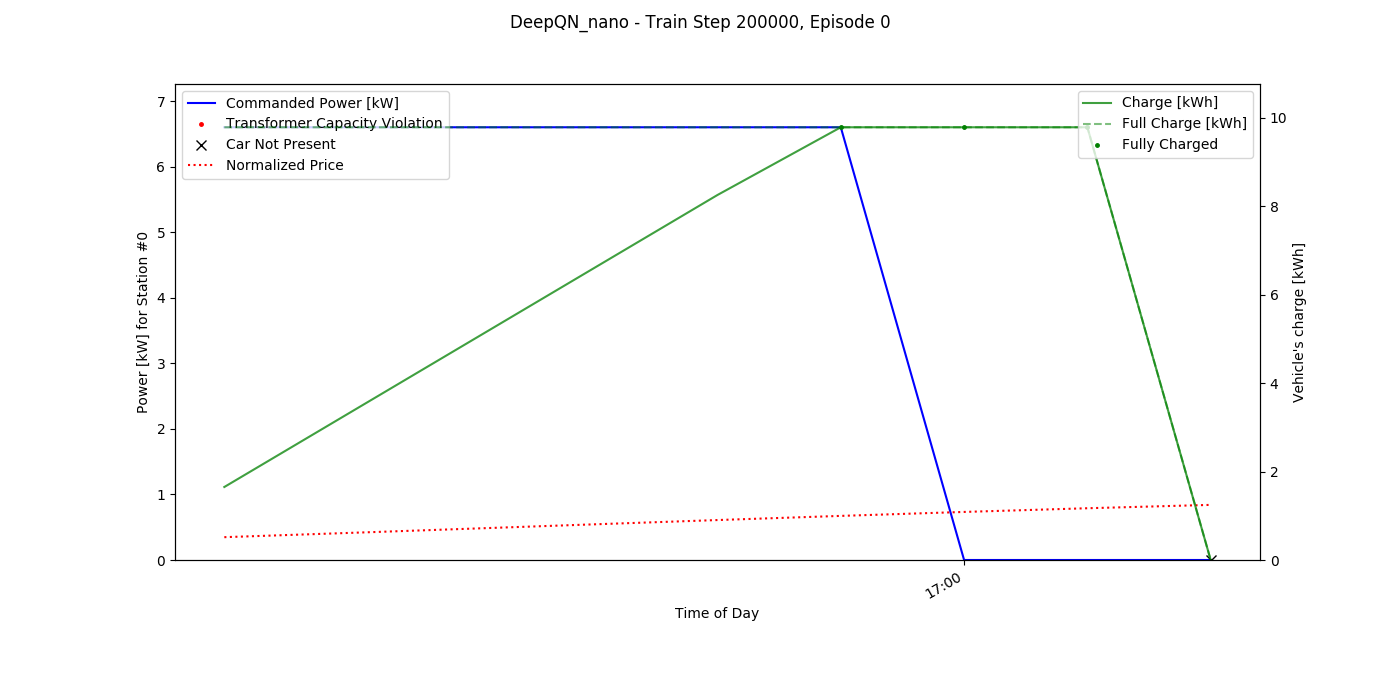 DeepQN_nano - Train Step 200000, Episode 0
Commanded Power [kW]
Transformer Capacity Violation
Car Not Present
Normalized Price
Charge [kWh]
Full Charge [kWh]
Fully Charged
7
6
5
4
3
2
1
0
Power [kW] for Station #0
10
8
6
4
2
0
Vehicle's charge [kWh]
17:00
Time of Day